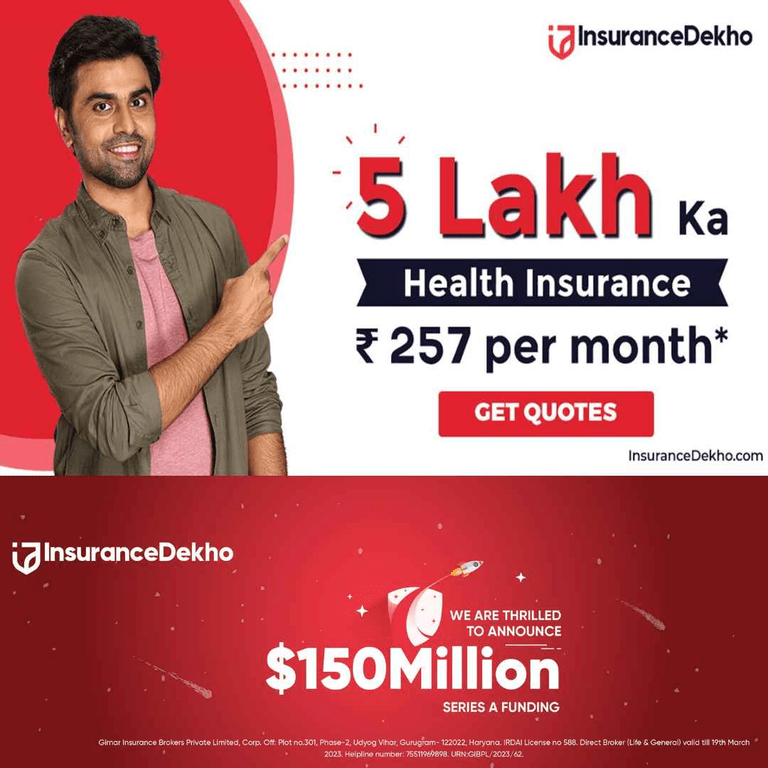 InsuranceDekho
5 Lakh Ka
Health Insurance
₹ 257 per month*
GET QUOTES
InsuranceDekho.com
InsuranceDekho
WE ARE THRILLED
TO ANNOUNCE
$150Million
SERIES A FUNDING
Girnar Insurance Brokers Private Limited, Corp. Off: Plot no.301, Phase-2, Udyog Vihar, Gurugram- 122022, Haryana. IRDAI License no 588. Direct Broker (Life & General) valid till 19th March
2023. Helpline number: 75511969898. URN:GIBPL/2023/62.